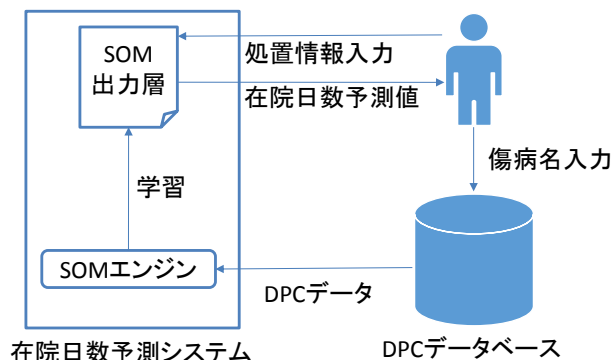 SOM
出力層
処置情報入力
在院日数予測値
傷病名入力
学習
SOMエンジン
DPCデータ
在院日数予測システム
DPCデータベース